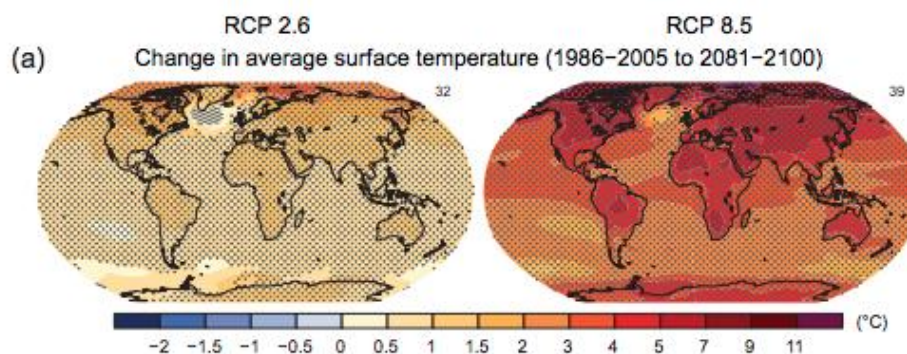 RCP 2.6 RCP 8.5
(a) Change in average surface temperature (1986−2005 to 2081−2100)
32 39
−2 −1.5 −1 −0.5 0 0.5 1 1.5 2 3 4 5 7 9 11 (°C)